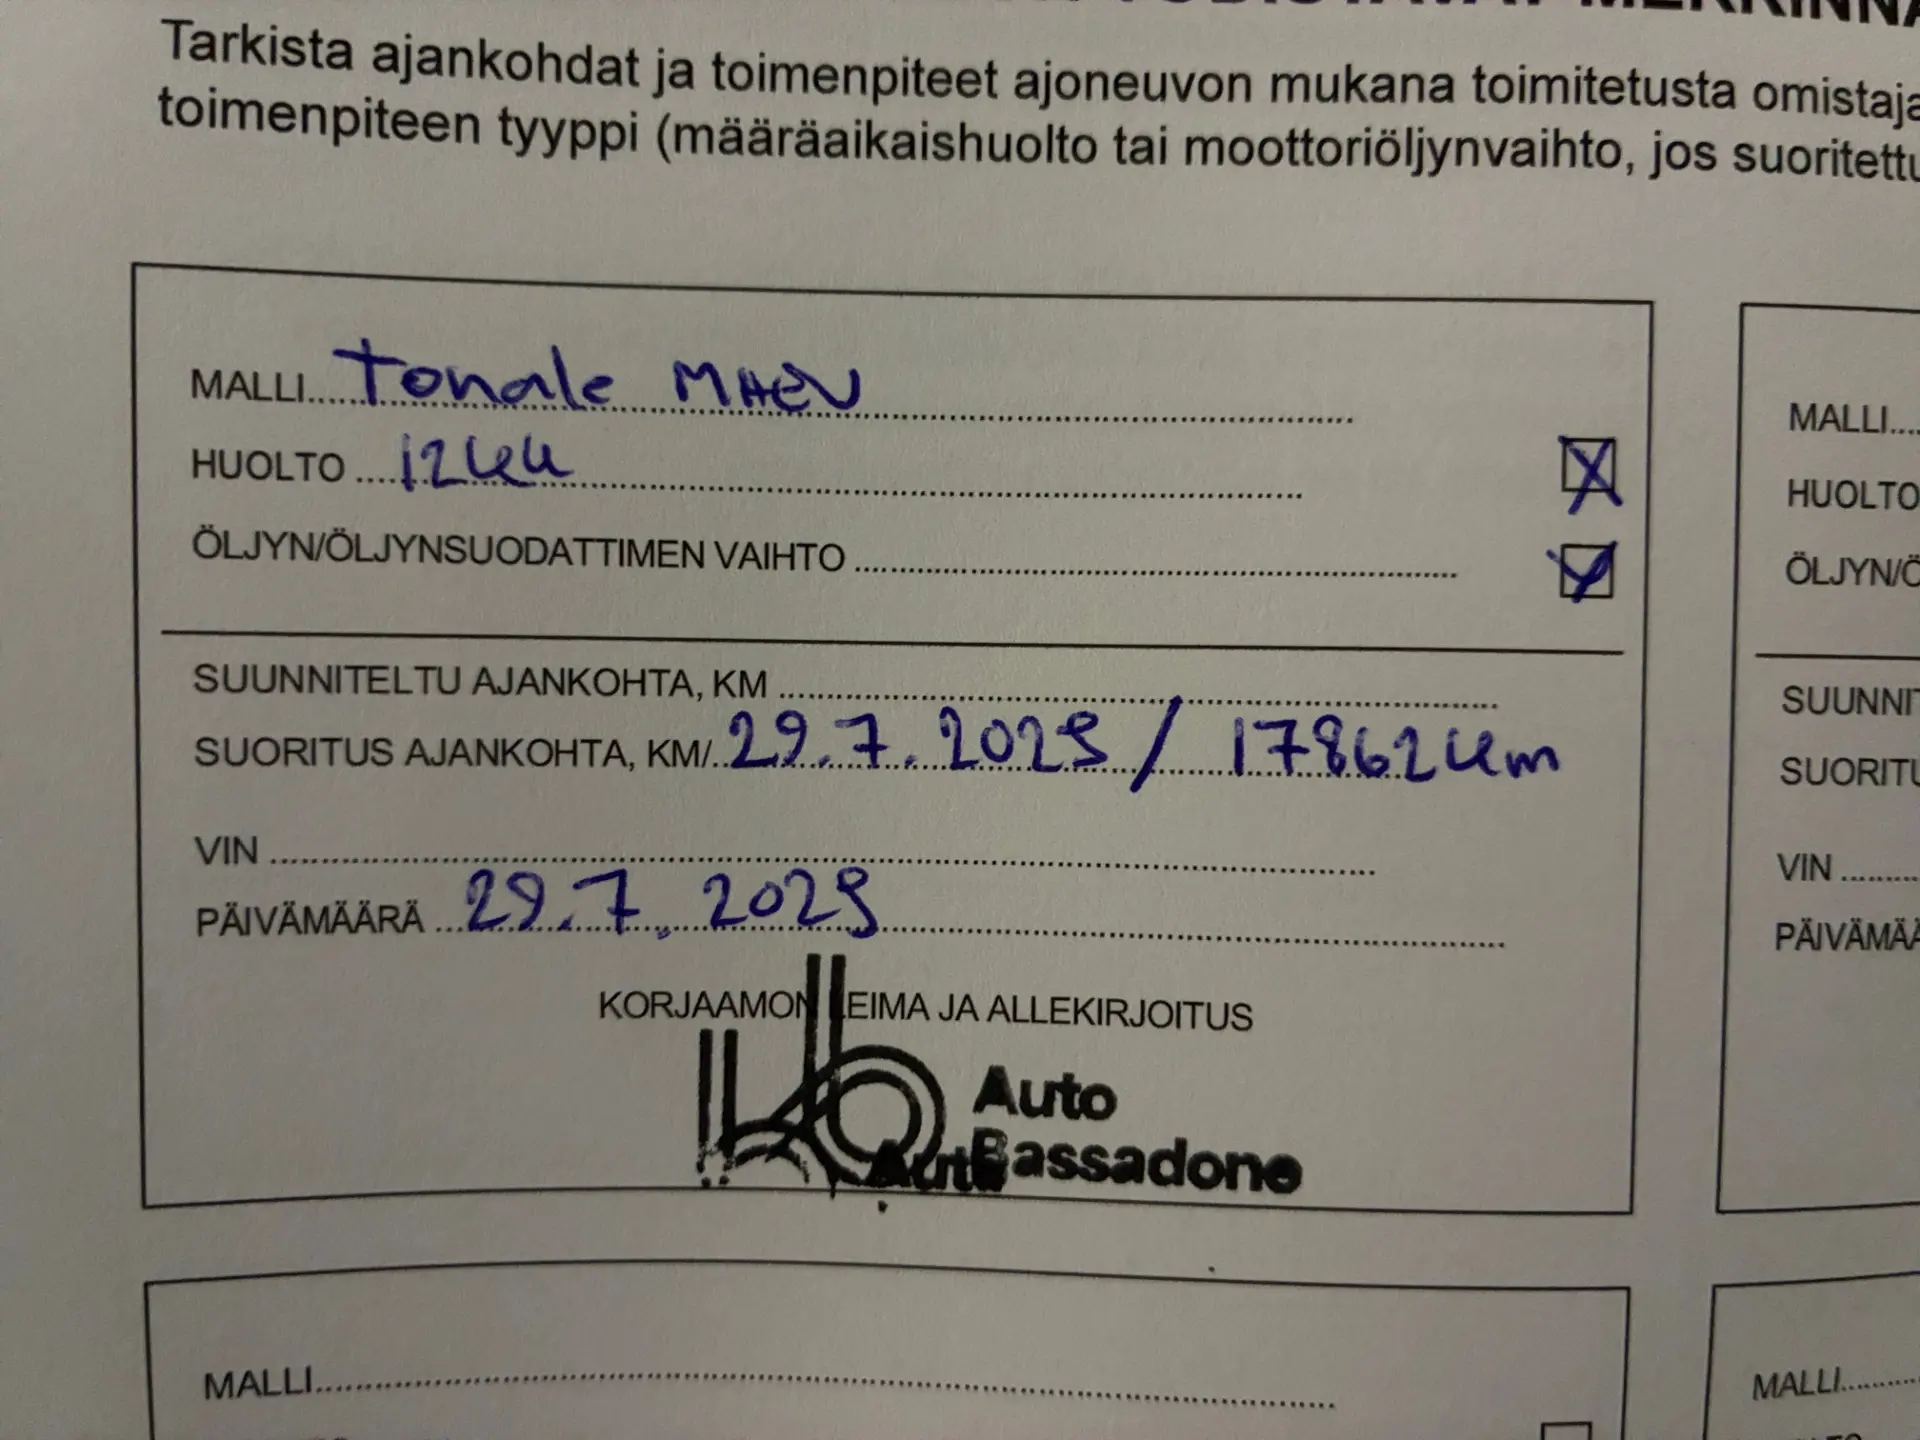 Tarkista ajankohdat ja toimenpiteet ajoneuvon mukana toimitetusta omistaja
toimenpiteen tyyppi (määräaikaishuolto tai moottoriöljynvaihto, jos suoritettu
MALLI Tonale MHEV
HUOLTO 12kk
ÖLJYN/ÖLJYNSUODATTIMEN VAIHTO
SUUNNITELTU AJANKOHTA, KM
SUORITUS AJANKOHTA, KM/ 29.7.2025 / 17862km
VIN
PÄIVÄMÄÄRÄ 29.7.2025
KORJAAMON LEIMA JA ALLEKIRJOITUS
Auto
Bassadone
MALLI
MALLI
HUOLTO
ÖLJYN/Ö
SUUNNIT
SUORITU
VIN
PÄIVÄMÄÄ
MALLI